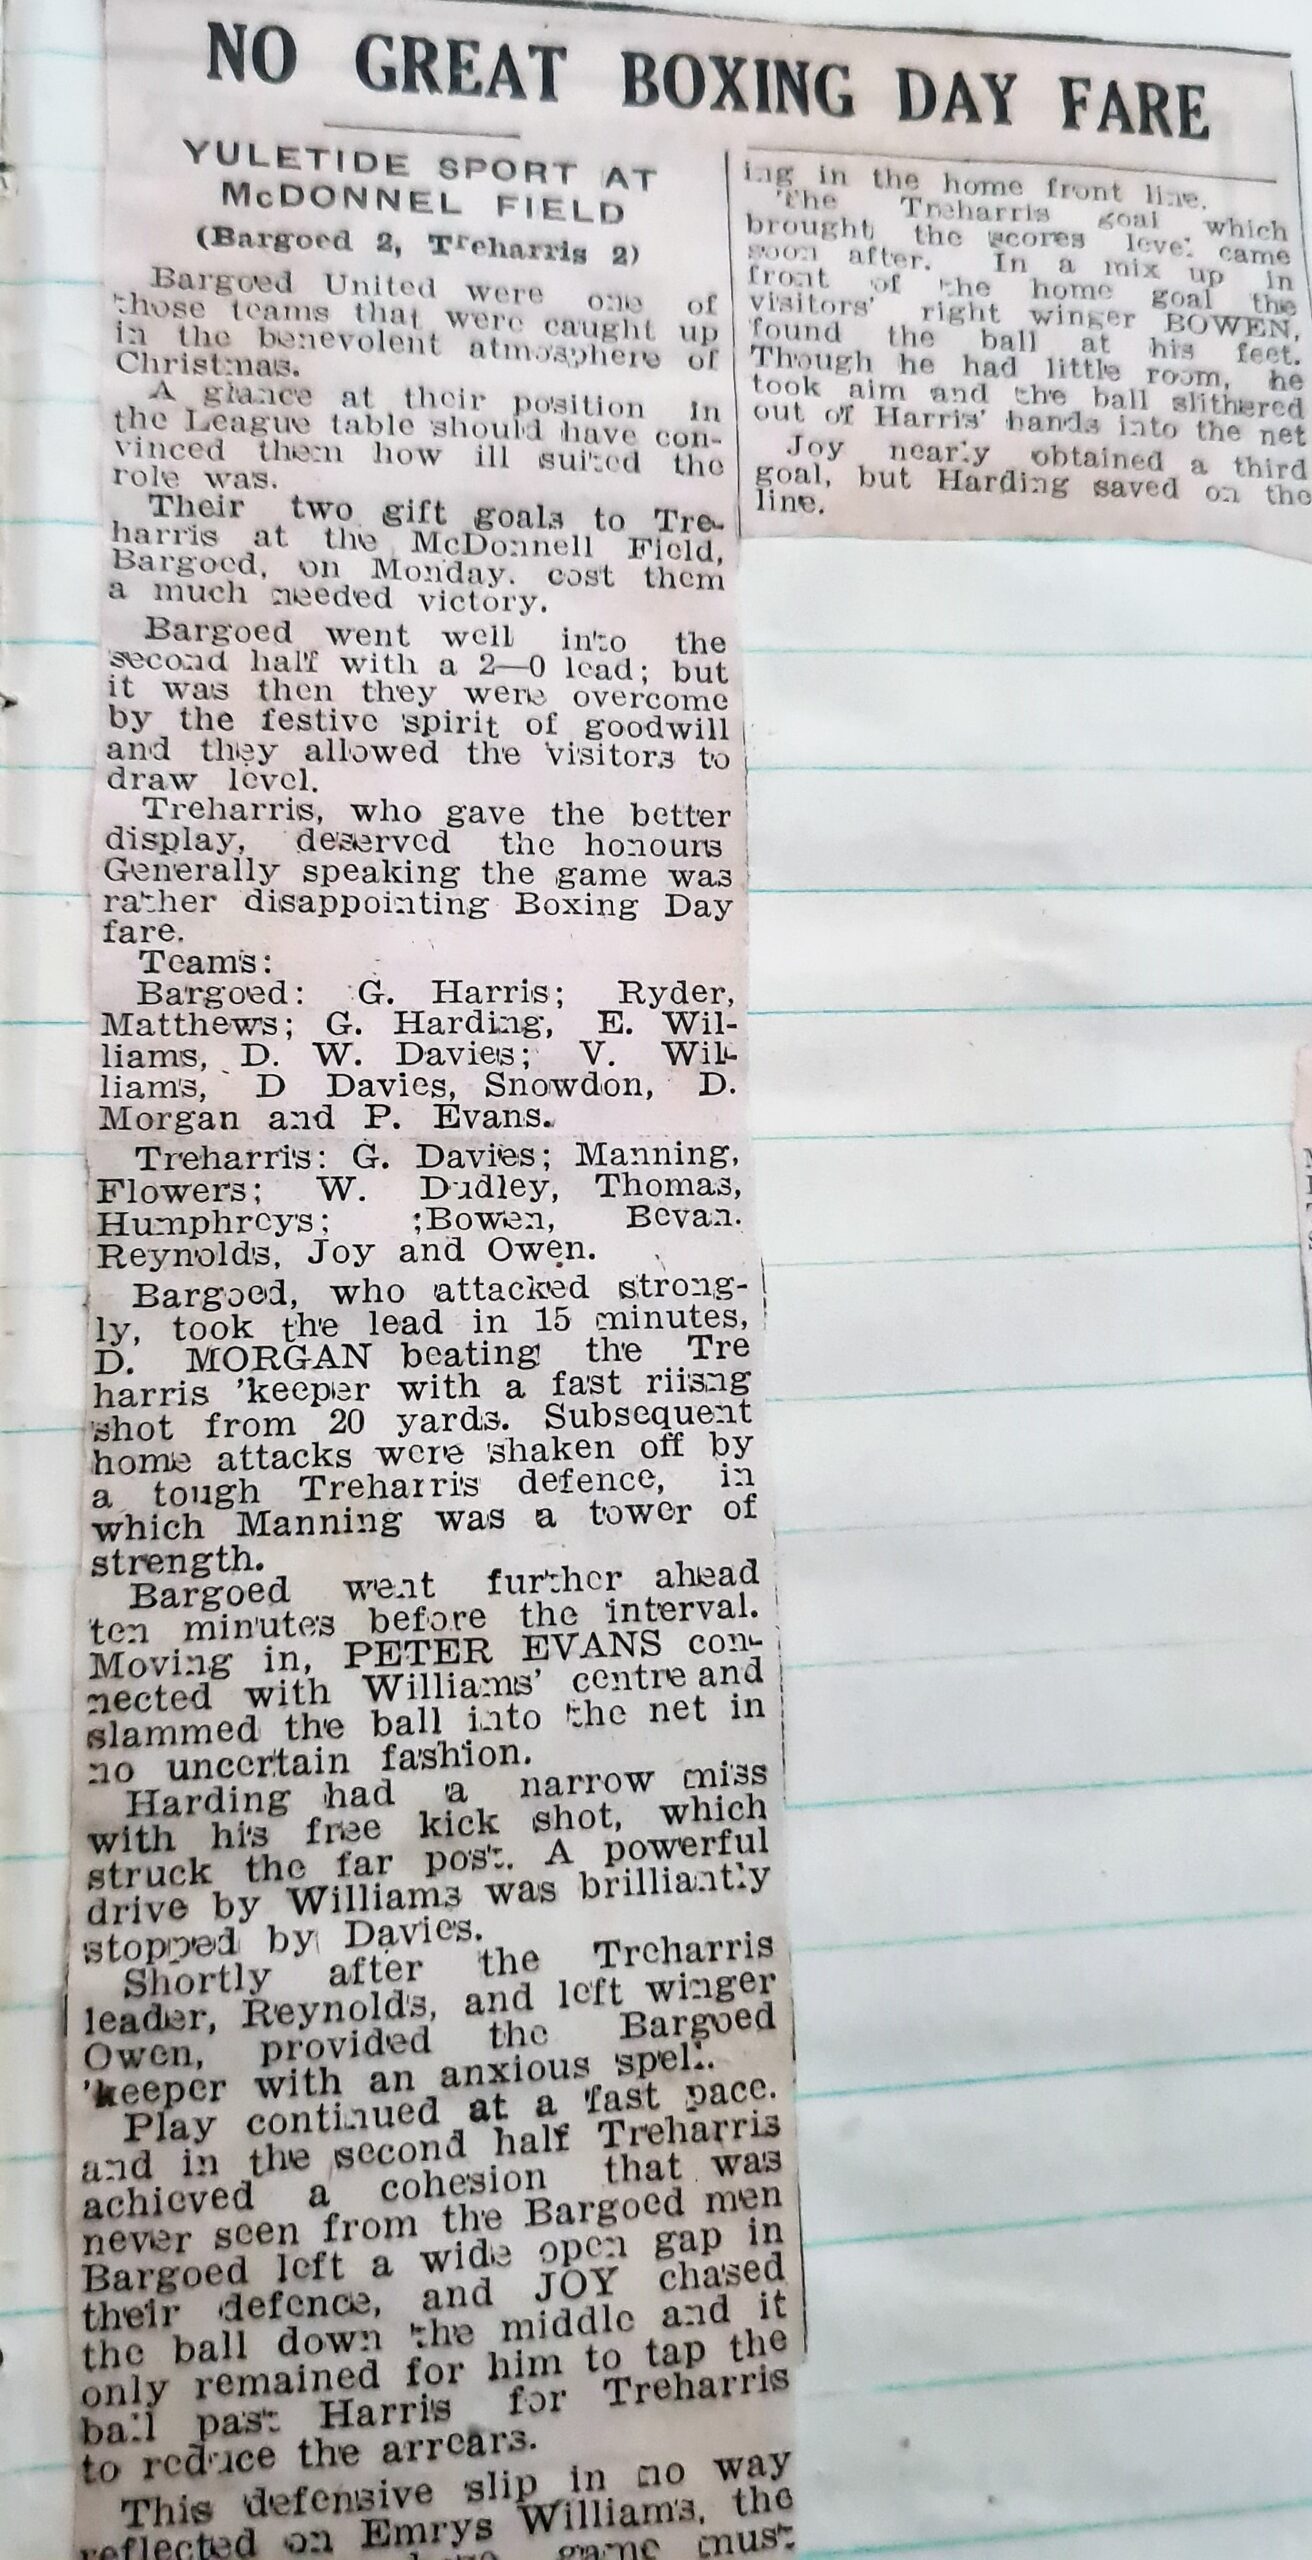 NO GREAT BOXING DAY FARE
YULETIDE SPORT AT
McDONNEL FIELD
(Bargoed 2, Treharris 2)
Bargoed United were one of
those teams that were caught up
in the benevolent atmosphere of
Christmas.
A glance at their position in
the League table should have con-
vinced them how ill suited the
role was.
Their two gift goals to Tre-
harris at the McDonnell Field,
Bargoed, on Monday. cost them
a much needed victory.
Bargoed went well into the
second half with a 2—0 lead; but
it was then they were overcome
by the festive spirit of goodwill
and they allowed the visitors to
draw level.
Treharris, who gave the better
display, deserved the honours
Generally speaking the game was
rather disappointing Boxing Day
fare.
Teams:
Bargoed: G. Harris; Ryder,
Matthews; G. Harding, E. Wil-
liams, D. W. Davies; V. Wil-
liams, D Davies, Snowdon, D.
Morgan and P. Evans.
Treharris: G. Davies; Manning,
Flowers; W. Dudley, Thomas,
Humphreys; ;Bowen, Bevan.
Reynolds, Joy and Owen.
Bargoed, who attacked strong-
ly, took the lead in 15 minutes,
D. MORGAN beating the Tre
harris 'keeper with a fast riisng
shot from 20 yards. Subsequent
home attacks were shaken off by
a tough Treharris defence, in
which Manning was a tower of
strength.
Bargoed went further ahead
ten minutes before the interval.
Moving in, PETER EVANS con-
nected with Williams' centre and
slammed the ball into the net in
no uncertain fashion.
Harding had a narrow miss
with his free kick shot, which
struck the far post. A powerful
drive by Williams was brilliantly
stopped by Davies.
Shortly after the Treharris
leader, Reynolds, and left winger
Owen, provided the Bargoed
'keeper with an anxious spell.
Play continued at a fast pace.
and in the second half Treharris
achieved a cohesion that was
never seen from the Bargoed men
Bargoed left a wide open gap in
their defence, and JOY chased
the ball down the middle and it
only remained for him to tap the
ball past Harris for Treharris
to reduce the arrears.
This defensive slip in no way
reflected on Emrys Williams, the
game must
ing in the home front line.
The Treharris goal which
brought the scores level came
soon after. In a mix up in
front of the home goal the
visitors' right winger BOWEN,
found the ball at his feet.
Though he had little room, he
took aim and the ball slithered
out of Harris' hands into the net
Joy nearly obtained a third
goal, but Harding saved on the
line.